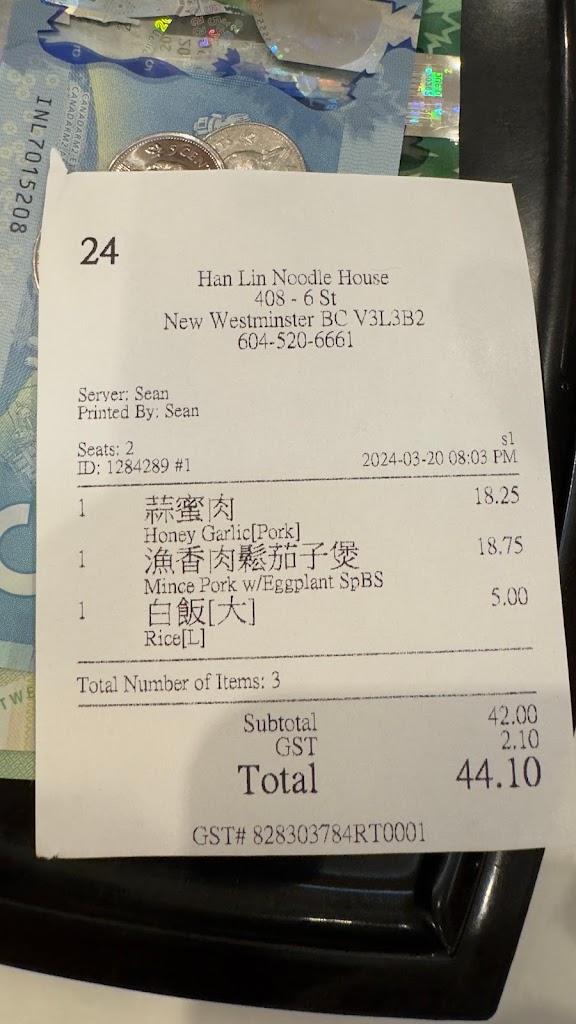 INL7015208
CANADA
5 CEN
24
Han Lin Noodle House
408 - 6 St
New Westminster BC V3L3B2
604-520-6661
Server: Sean
Printed By: Sean
Seats: 2 s1
ID: 1284289 #1 2024-03-20 08:03 PM
1 蒜蜜肉 18.25
Honey Garlic[Pork]
1 漁香肉鬆茄子煲 18.75
Mince Pork w/Eggplant SpBS
1 白飯[大] 5.00
Rice[L]
Total Number of Items: 3
Subtotal 42.00
GST 2.10
Total 44.10
GST# 828303784RT0001
TWE